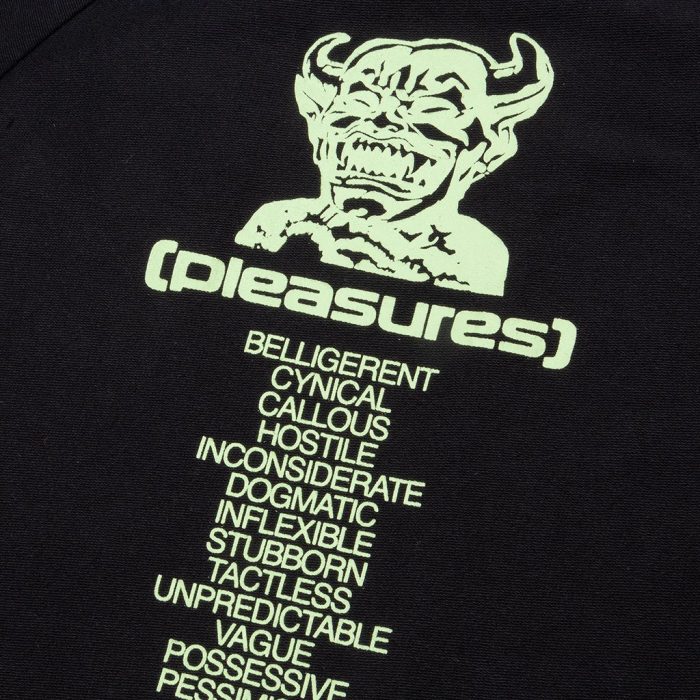 (pleasures)
BELLIGERENT
CYNICAL
CALLOUS
HOSTILE
INCONSIDERATE
DOGMATIC
INFLEXIBLE
STUBBORN
TACTLESS
UNPREDICTABLE
VAGUE
POSSESSIVE